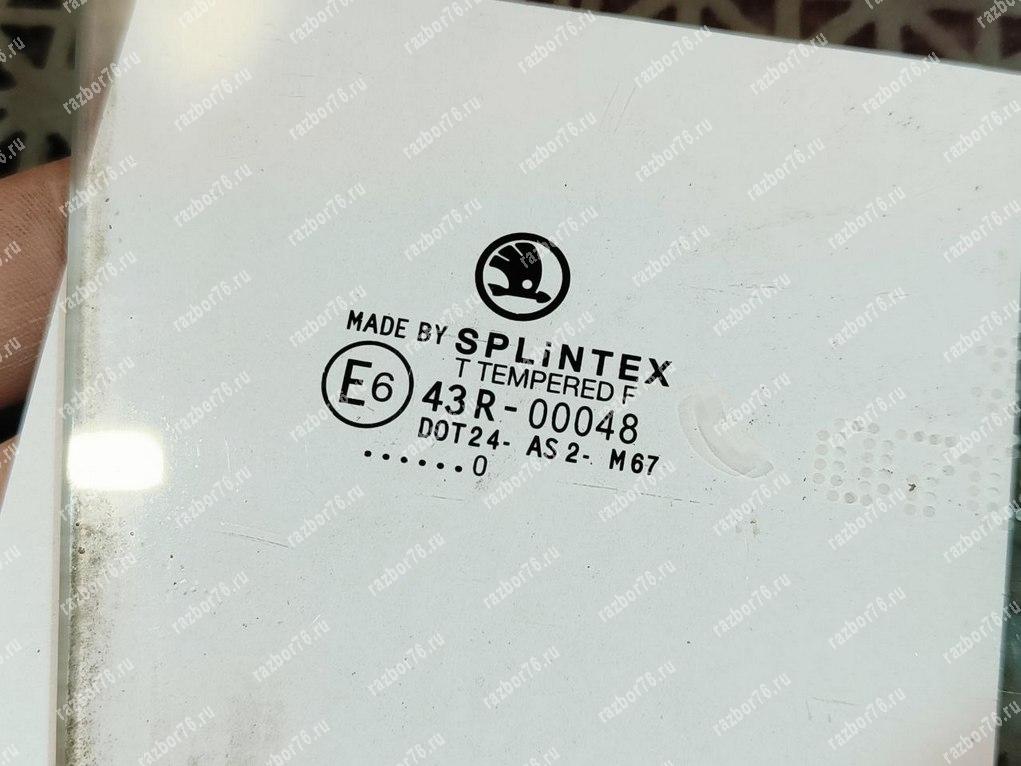 MADE BY SPLiNTEX
T TEMPERED F
E6 43R-00048
DOT24- AS2- M67
......0
razbor76.ru